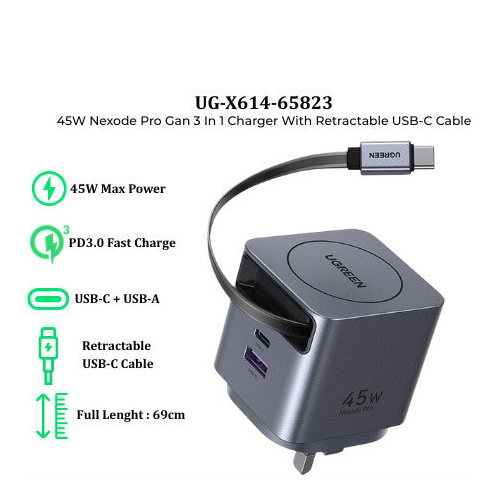 UG-X614-65823
45W Nexode Pro Gan 3 In 1 Charger With Retractable USB-C Cable
UGREEN
45W Max Power
3
PD3.0 Fast Charge
UGREEN
USB-C + USB-A
Retractable
USB-C Cable
45W
Nexode Pro
Full Lenght : 69cm